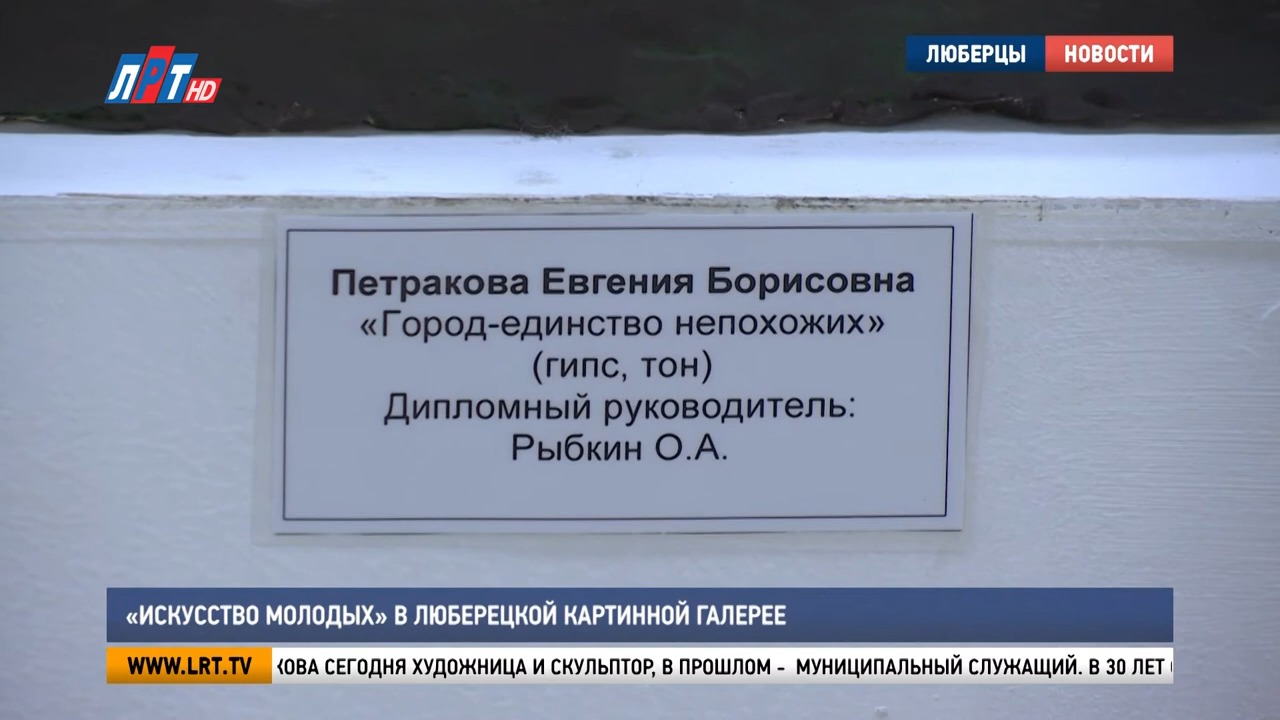 ЛРТ HD
ЛЮБЕРЦЫ НОВОСТИ
Петракова Евгения Борисовна
«Город-единство непохожих»
(гипс, тон)
Дипломный руководитель:
Рыбкин О.А.
«ИСКУССТВО МОЛОДЫХ» В ЛЮБЕРЕЦКОЙ КАРТИННОЙ ГАЛЕРЕЕ
WWW.LRT.TV КОВА СЕГОДНЯ ХУДОЖНИЦА И СКУЛЬПТОР, В ПРОШЛОМ - МУНИЦИПАЛЬНЫЙ СЛУЖАЩИЙ. В 30 ЛЕТ